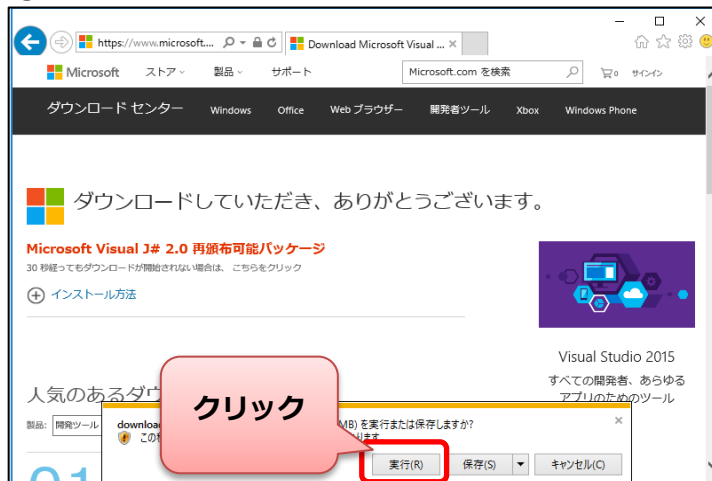 https://www.microsoft....
Download Microsoft Visual ...
Microsoft ストア 製品 サポート Microsoft.com を検索 0 サインイン
ダウンロード センター Windows Office Web ブラウザー 開発者ツール Xbox Windows Phone
ダウンロードしていただき、ありがとうございます。
Microsoft Visual J# 2.0 再頒布可能パッケージ
30 秒経ってもダウンロードが開始されない場合は、こちらをクリック
インストール方法
Visual Studio 2015
すべての開発者、あらゆる
アプリのためのツール
人気のあるダウ
製品: 開発ツール
クリック
download
MB) を実行または保存しますか?
この
ります
実行(R) 保存(S) キャンセル(C)
01